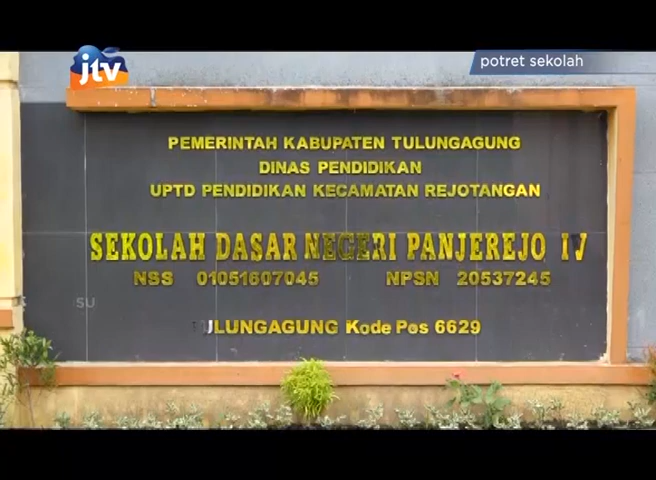 jtv
potret sekolah
PEMERINTAH KABUPATEN TULUNGAGUNG
DINAS PENDIDIKAN
UPTD PENDIDIKAN KECAMATAN REJOTANGAN
SEKOLAH DASAR NEGERI PANJEREJO IV
NSS 01051607045 NPSN 20537245
SU
ULUNGAGUNG Kode Pos 6629